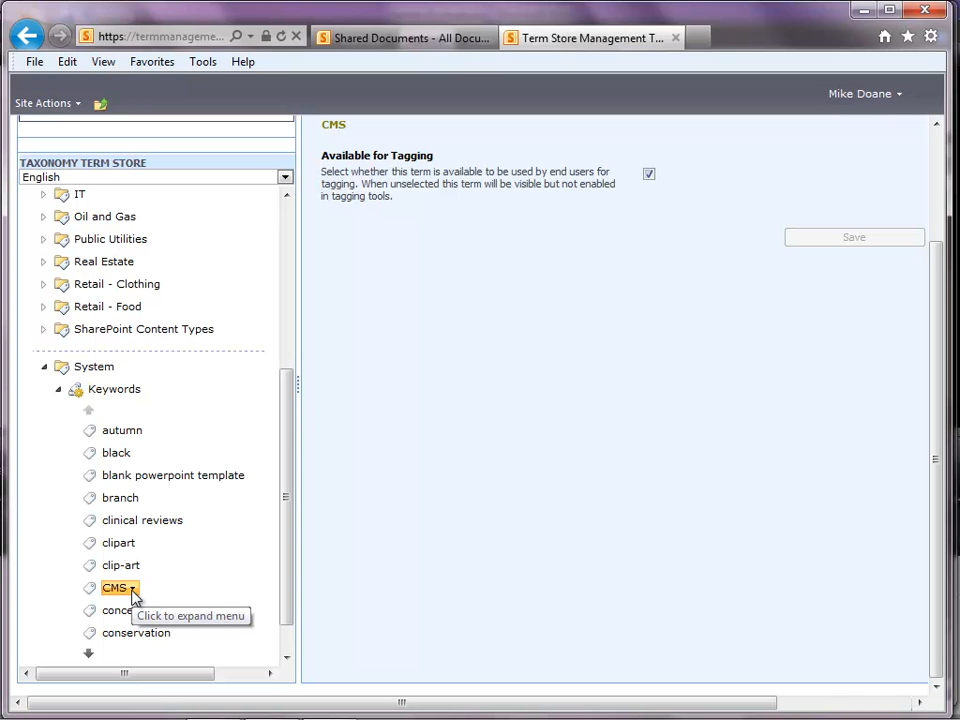 https://termmanageme...
Shared Documents - All Docu...
Term Store Management T...
File Edit View Favorites Tools Help
Site Actions
Mike Doane
TAXONOMY TERM STORE
English
IT
Oil and Gas
Public Utilities
Real Estate
Retail - Clothing
Retail - Food
SharePoint Content Types
System
Keywords
autumn
black
blank powerpoint template
branch
clinical reviews
clipart
clip-art
CMS
Click to expand menu
conservation
CMS
Available for Tagging
Select whether this term is available to be used by end users for
tagging. When unselected this term will be visible but not enabled
in tagging tools.
Save